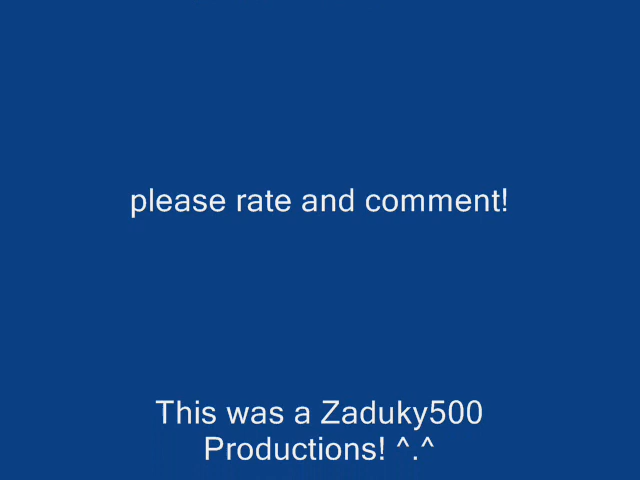 please rate and comment!
This was a Zaduky500
Productions! ^.^